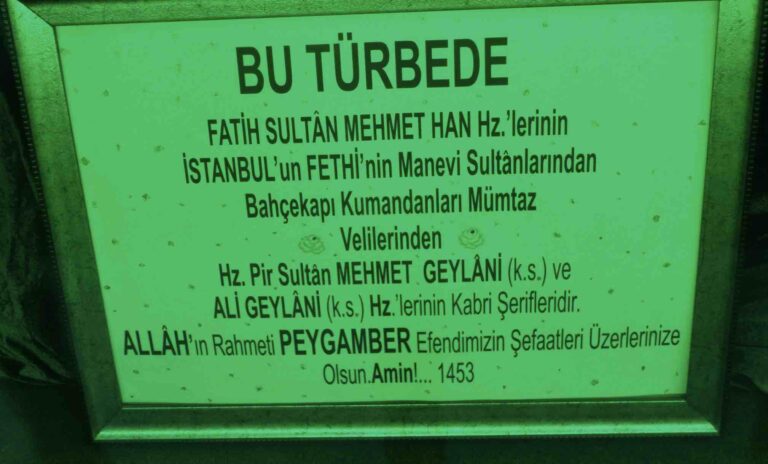 BU TÜRBEDE
FATİH SULTÂN MEHMET HAN Hz.'lerinin
İSTANBUL'un FETHİ'nin Manevi Sultânlarından
Bahçekapı Kumandanları Mümtaz
Velilerinden
Hz. Pir Sultân MEHMET GEYLÂNİ (k.s.) ve
ALİ GEYLÂNİ (k.s.) Hz.'lerinin Kabri Şerifleridir.
ALLÂH'ın Rahmeti PEYGAMBER Efendimizin Şefaatleri Üzerlerinize
Olsun.Amin!... 1453